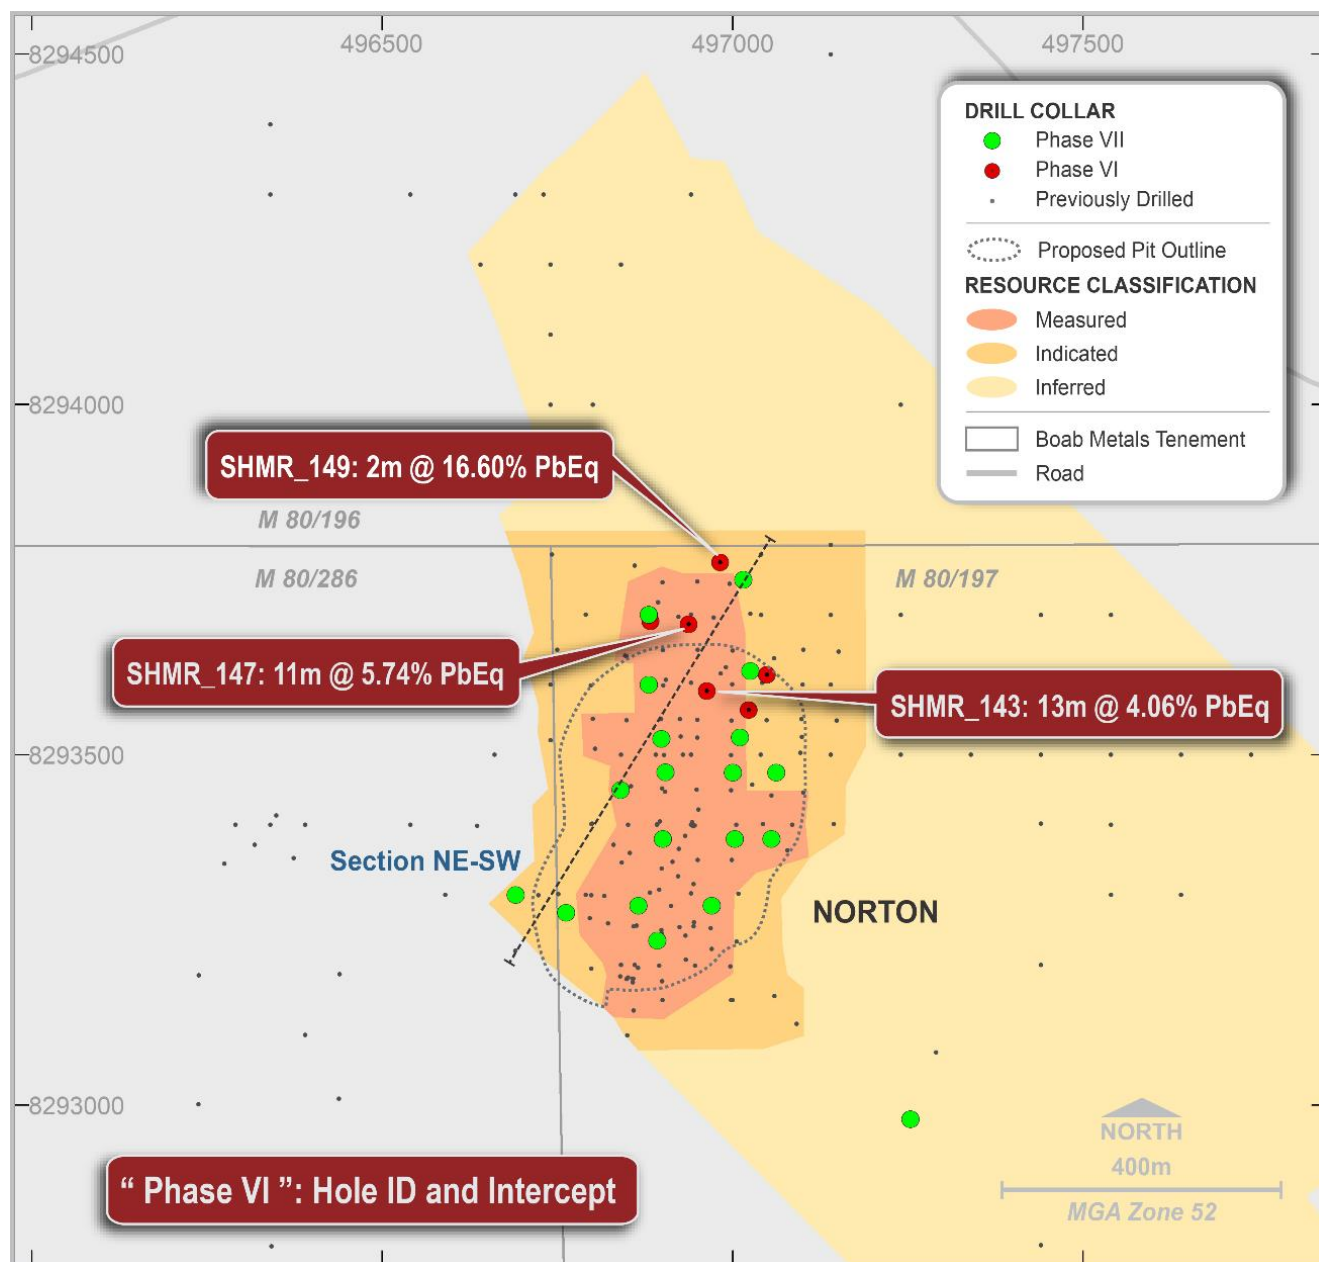 496500
497000
497500
8294500
DRILL COLLAR
Phase VII
Phase VI
Previously Drilled
Proposed Pit Outline
RESOURCE CLASSIFICATION
Measured
Indicated
Inferred
Boab Metals Tenement
Road
8294000
SHMR_149: 2m @ 16.60% PbEq
M 80/196
M 80/286
M 80/197
SHMR_147: 11m @ 5.74% PbEq
SHMR_143: 13m @ 4.06% PbEq
8293500
Section NE-SW
NORTON
8293000
NORTH
400m
MGA Zone 52
“ Phase VI ”: Hole ID and Intercept